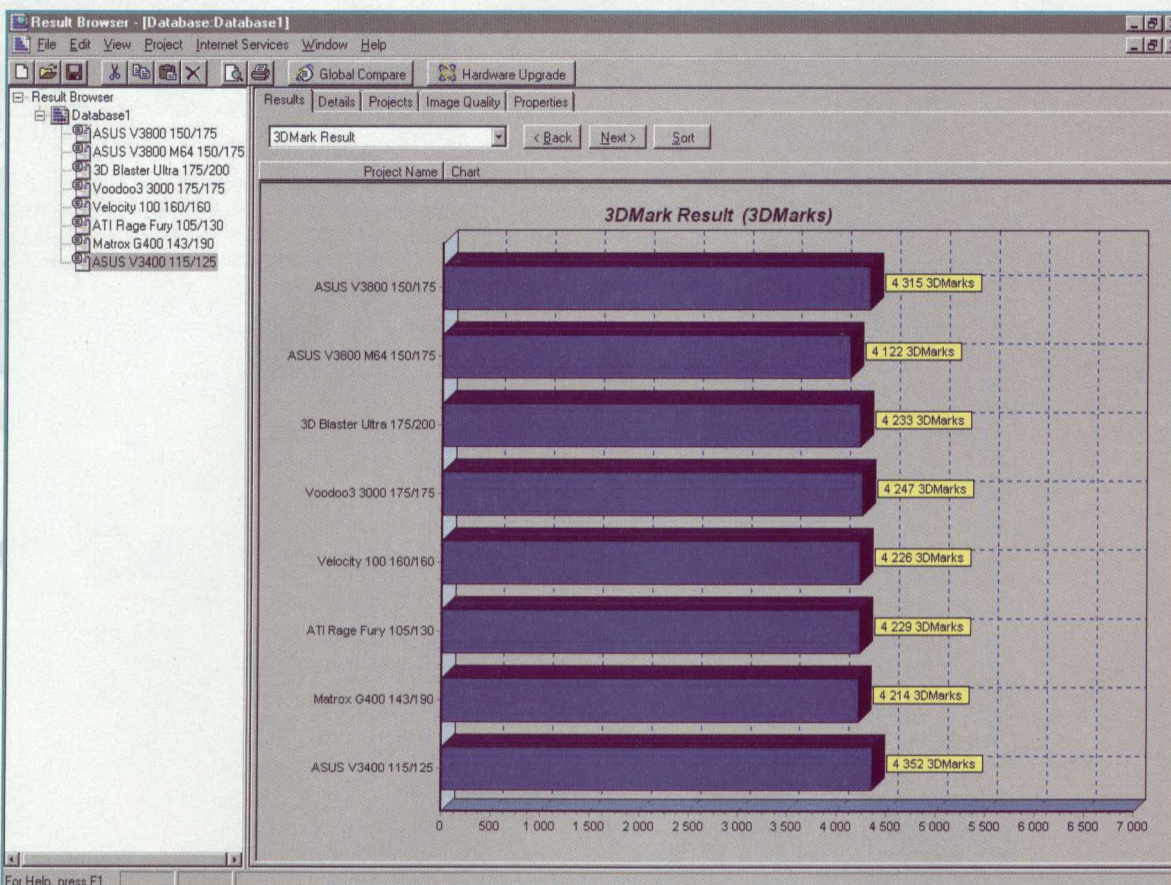 Result Browser - [Database:Database1]
File Edit View Project Internet Services Window Help
Global Compare Hardware Upgrade
Result Browser
Database1
ASUS V3800 150/175
ASUS V3800 M64 150/175
3D Blaster Ultra 175/200
Voodoo3 3000 175/175
Velocity 100 160/160
ATI Rage Fury 105/130
Matrox G400 143/190
ASUS V3400 115/125
Results Details Projects Image Quality Properties
3DMark Result < Back Next > Sort
Project Name Chart
3DMark Result (3DMarks)
ASUS V3800 150/175 4 315 3DMarks
ASUS V3800 M64 150/175 4 122 3DMarks
3D Blaster Ultra 175/200 4 233 3DMarks
Voodoo3 3000 175/175 4 247 3DMarks
Velocity 100 160/160 4 226 3DMarks
ATI Rage Fury 105/130 4 229 3DMarks
Matrox G400 143/190 4 214 3DMarks
ASUS V3400 115/125 4 352 3DMarks
0 500 1 000 1 500 2 000 2 500 3 000 3 500 4 000 4 500 5 000 5 500 6 000 6 500 7 000
For Help, press F1